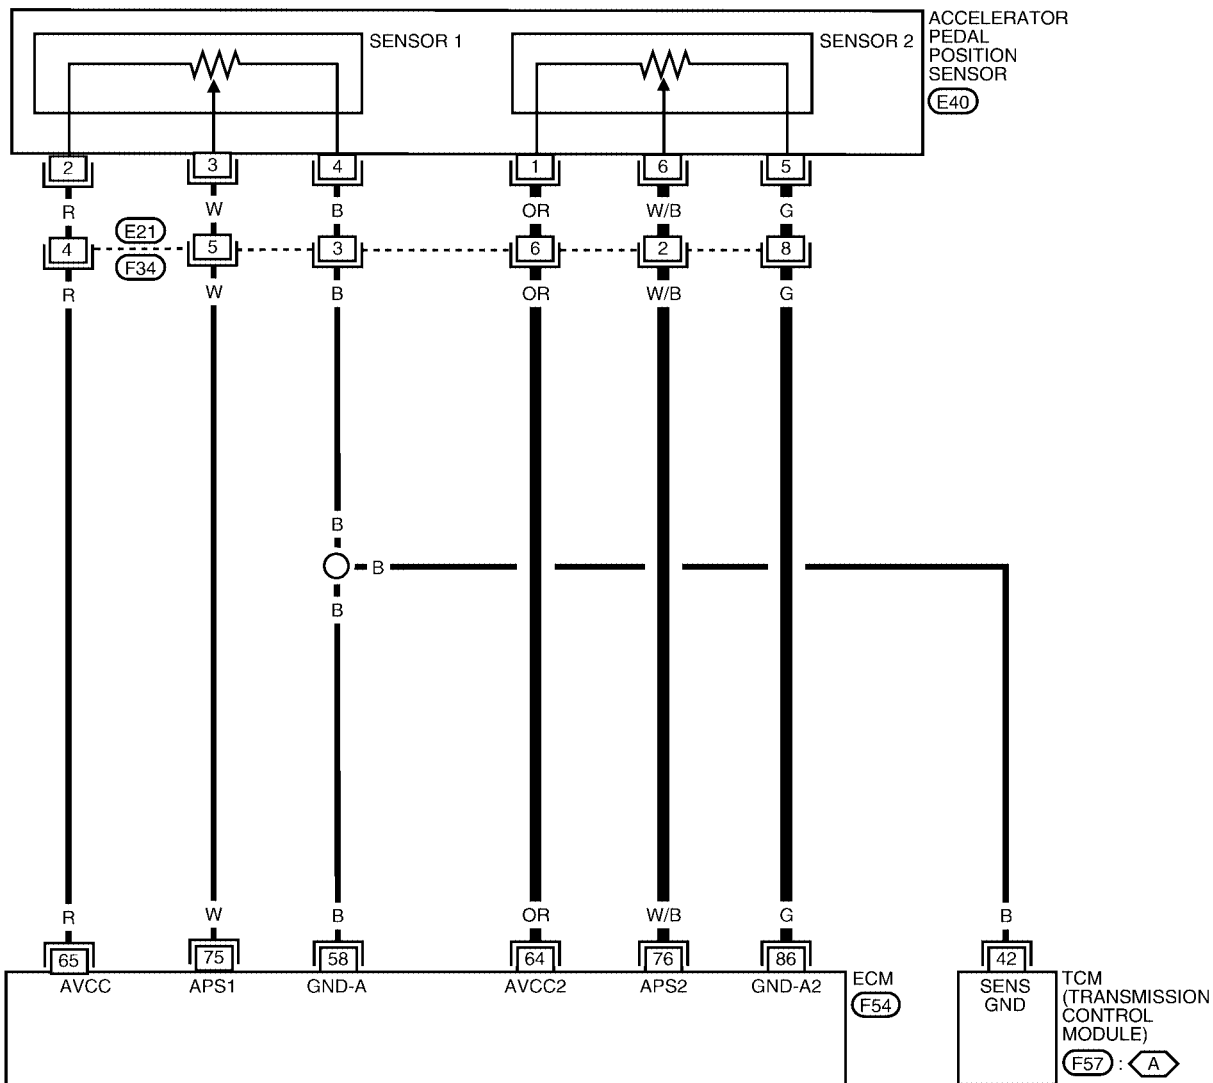 ACCELERATOR
PEDAL
POSITION
SENSOR
E40
SENSOR 1
SENSOR 2
2 3 4 1 6 5
R W B OR W/B G
E21
4 5 3 6 2 8
F34
R W B OR W/B G
B
B
B
R W B OR W/B G B
65 75 58 64 76 86 42
AVCC APS1 GND-A AVCC2 APS2 GND-A2
ECM
F54
SENS
GND
TCM
(TRANSMISSION
CONTROL
MODULE)
F57 : A